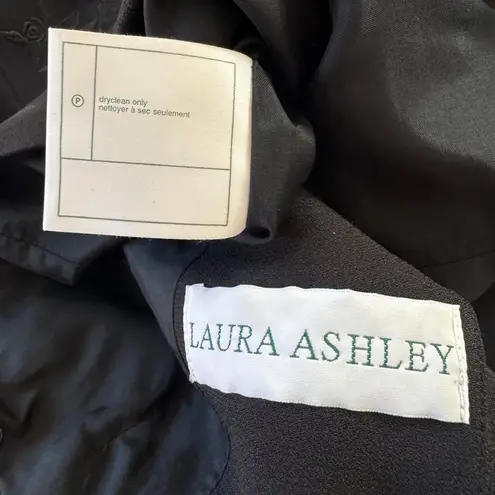 P
dryclean only
nettoyer à sec seulement
LAURA ASHLEY